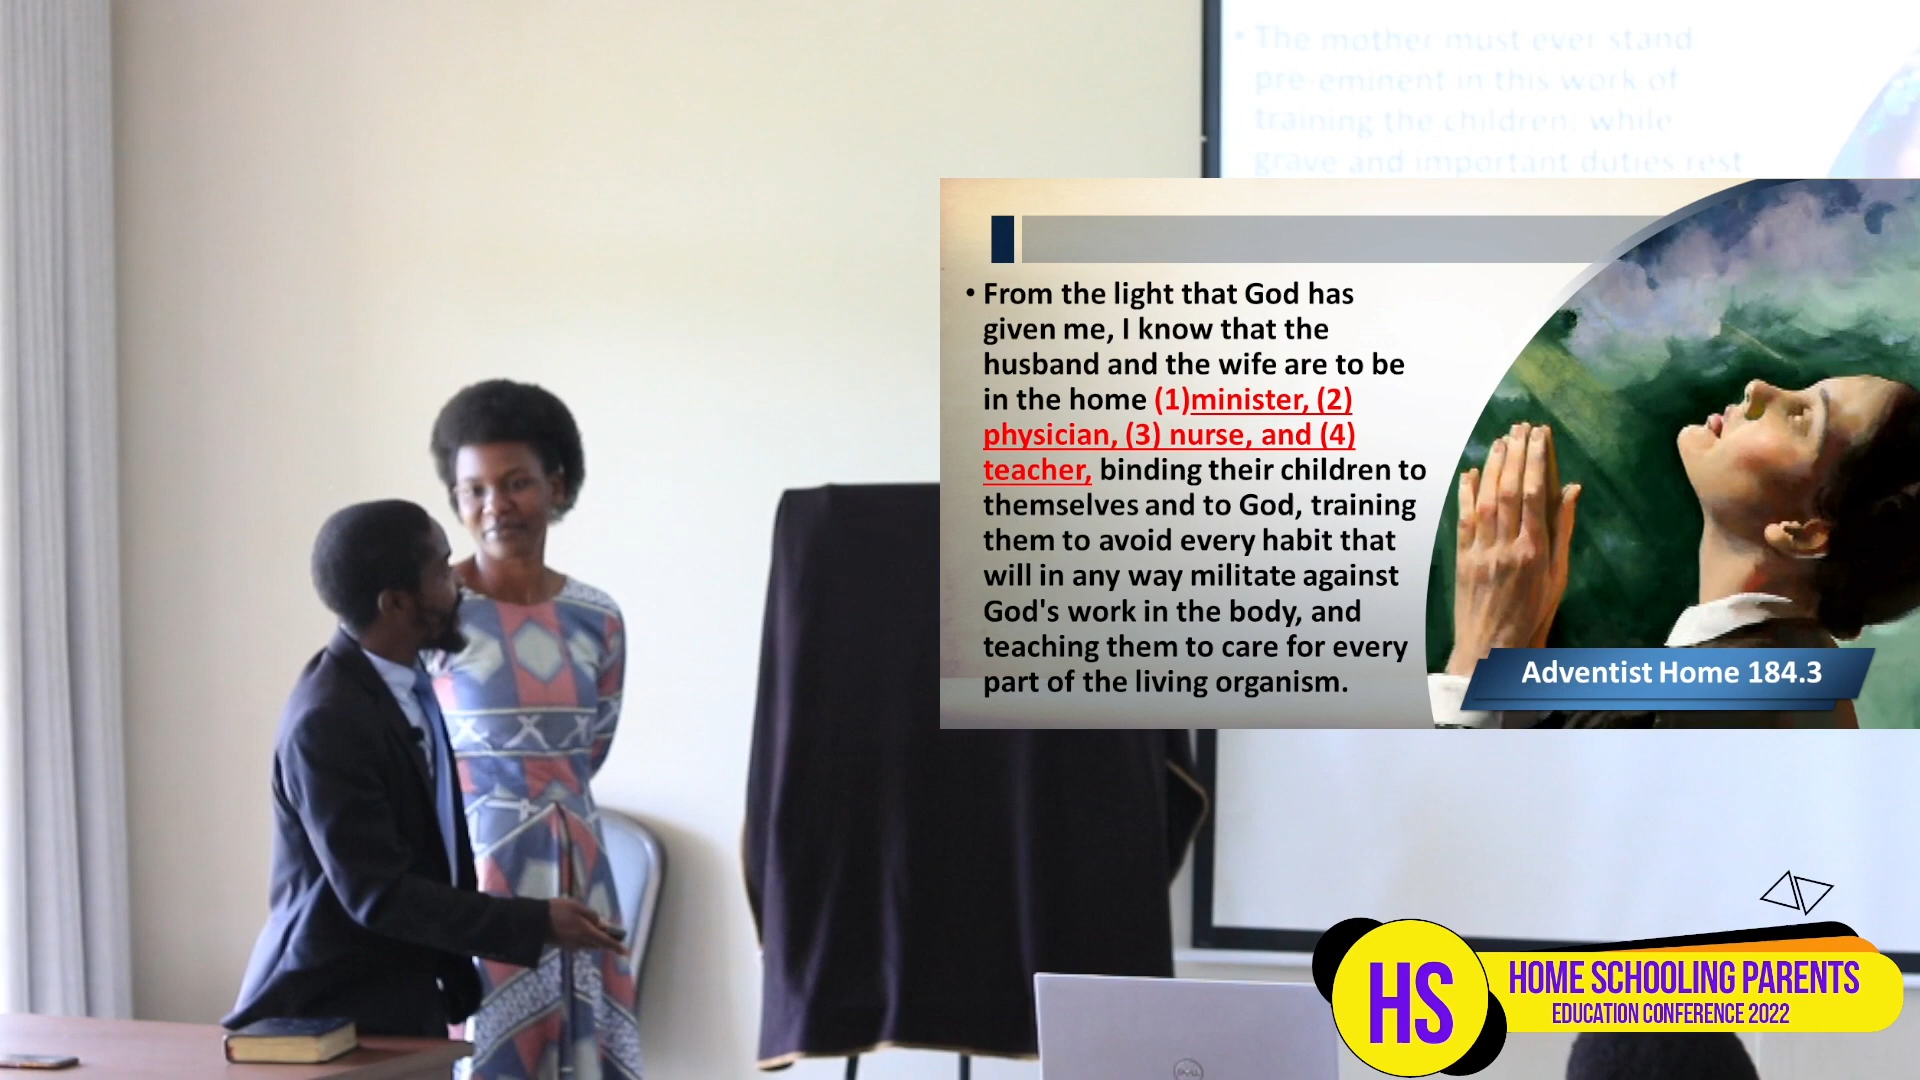 • The mother must ever stand
pre-eminent in this work of
training the children; while
grave and important duties rest
• From the light that God has
given me, I know that the
husband and the wife are to be
in the home (1)minister, (2)
physician, (3) nurse, and (4)
teacher, binding their children to
themselves and to God, training
them to avoid every habit that
will in any way militate against
God's work in the body, and
teaching them to care for every
part of the living organism.
Adventist Home 184.3
HS
HOME SCHOOLING PARENTS
EDUCATION CONFERENCE 2022
DELL